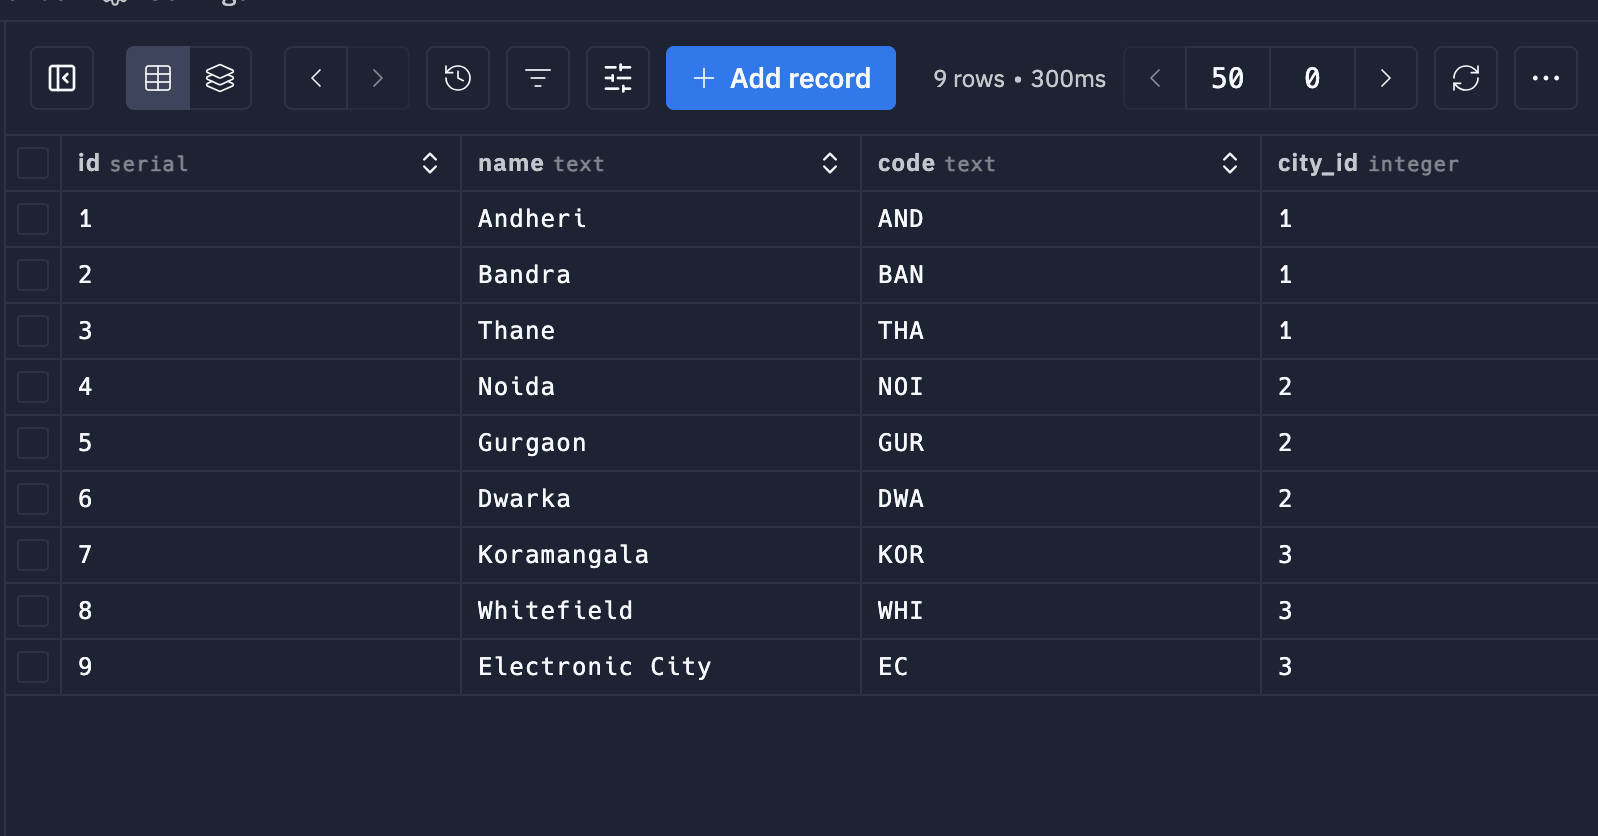 Add record 9 rows • 300ms 50 0
id serial name text code text city_id integer
1 Andheri AND 1
2 Bandra BAN 1
3 Thane THA 1
4 Noida NOI 2
5 Gurgaon GUR 2
6 Dwarka DWA 2
7 Koramangala KOR 3
8 Whitefield WHI 3
9 Electronic City EC 3